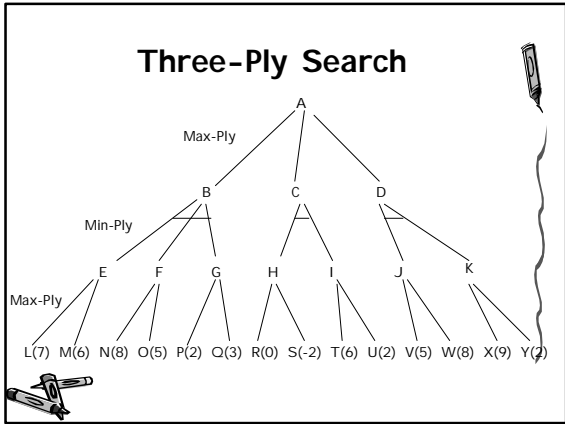 Three-Ply Search
A
Max-Ply
B C D
Min-Ply
E F G H I J K
Max-Ply
L(7) M(6) N(8) O(5) P(2) Q(3) R(0) S(-2) T(6) U(2) V(5) W(8) X(9) Y(2)